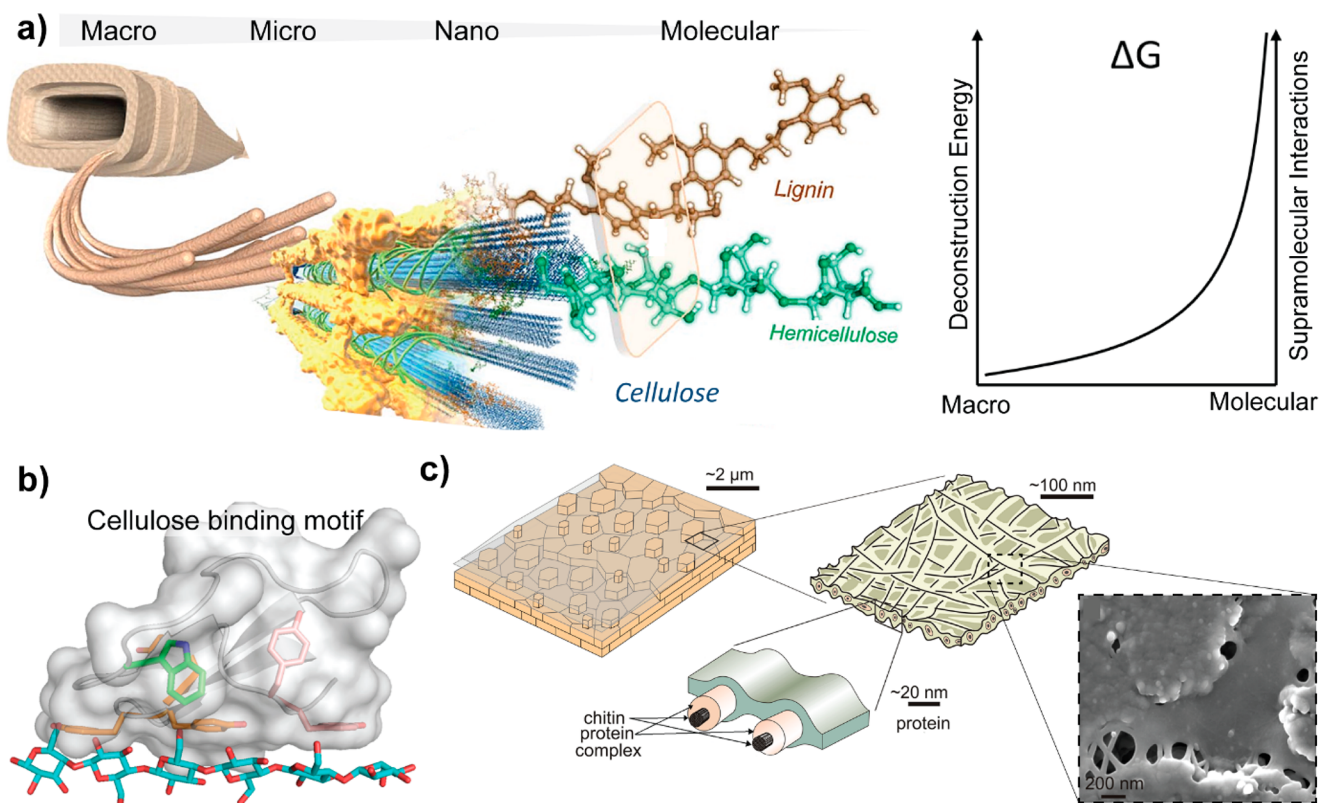 a)
Macro
Micro
Nano
Molecular
Lignin
Hemicellulose
Cellulose
ΔG
Deconstruction Energy
Supramolecular Interactions
Macro
Molecular
b)
Cellulose binding motif
c)
~2 μm
~100 nm
~20 nm
protein
chitin
protein
complex
200 nm